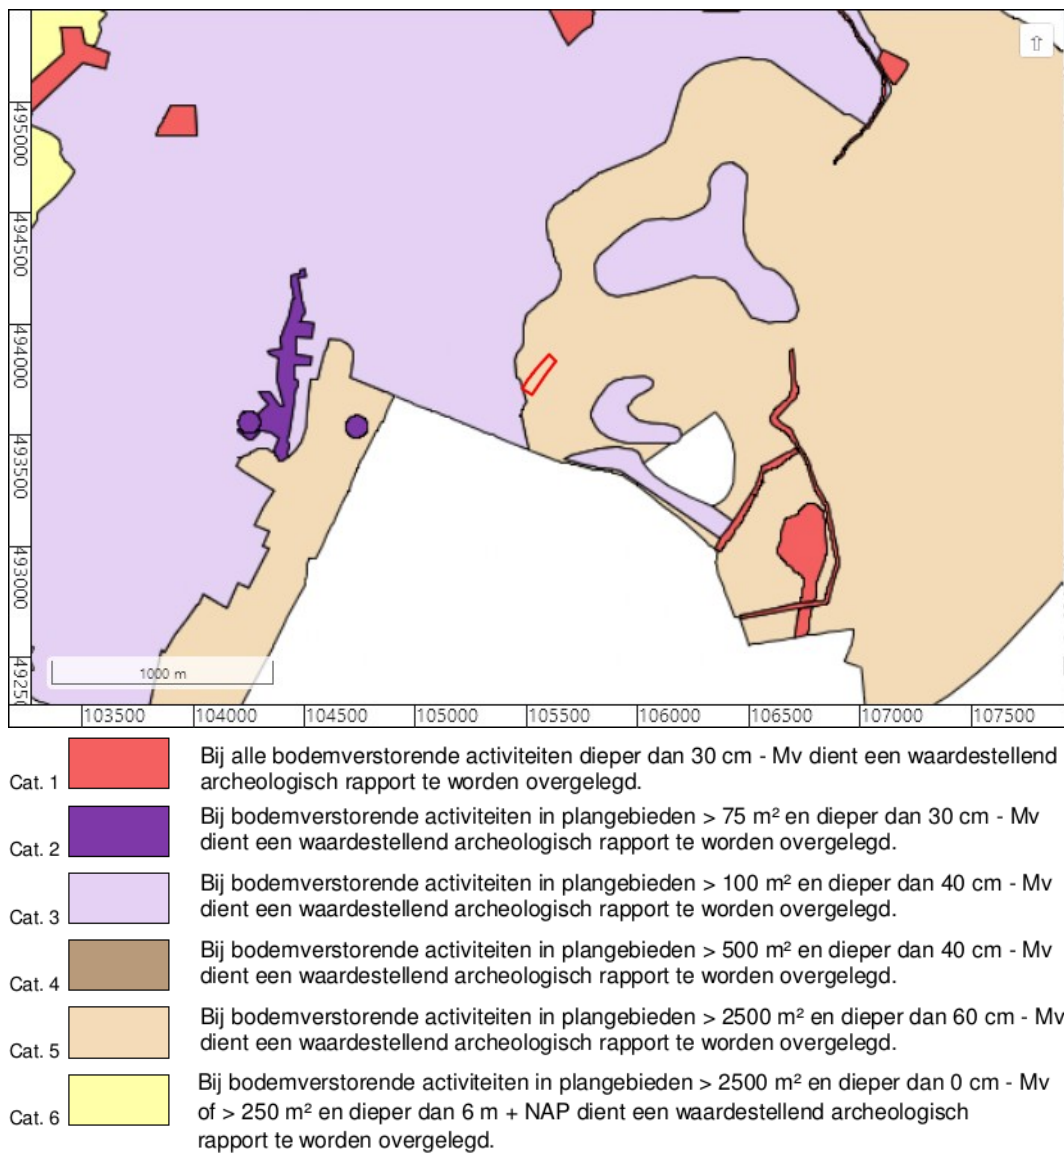 ⇧
495000
494500
494000
493500
493000
49250
1000 m
103500
104000
104500
105000
105500
106000
106500
107000
107500
Cat. 1
Bij alle bodemverstorende activiteiten dieper dan 30 cm - Mv dient een waardestellend
archeologisch rapport te worden overgelegd.
Cat. 2
Bij bodemverstorende activiteiten in plangebieden > 75 m² en dieper dan 30 cm - Mv
dient een waardestellend archeologisch rapport te worden overgelegd.
Cat. 3
Bij bodemverstorende activiteiten in plangebieden > 100 m² en dieper dan 40 cm - Mv
dient een waardestellend archeologisch rapport te worden overgelegd.
Cat. 4
Bij bodemverstorende activiteiten in plangebieden > 500 m² en dieper dan 40 cm - Mv
dient een waardestellend archeologisch rapport te worden overgelegd.
Cat. 5
Bij bodemverstorende activiteiten in plangebieden > 2500 m² en dieper dan 60 cm - Mv
dient een waardestellend archeologisch rapport te worden overgelegd.
Cat. 6
Bij bodemverstorende activiteiten in plangebieden > 2500 m² en dieper dan 0 cm - Mv
of > 250 m² en dieper dan 6 m + NAP dient een waardestellend archeologisch
rapport te worden overgelegd.